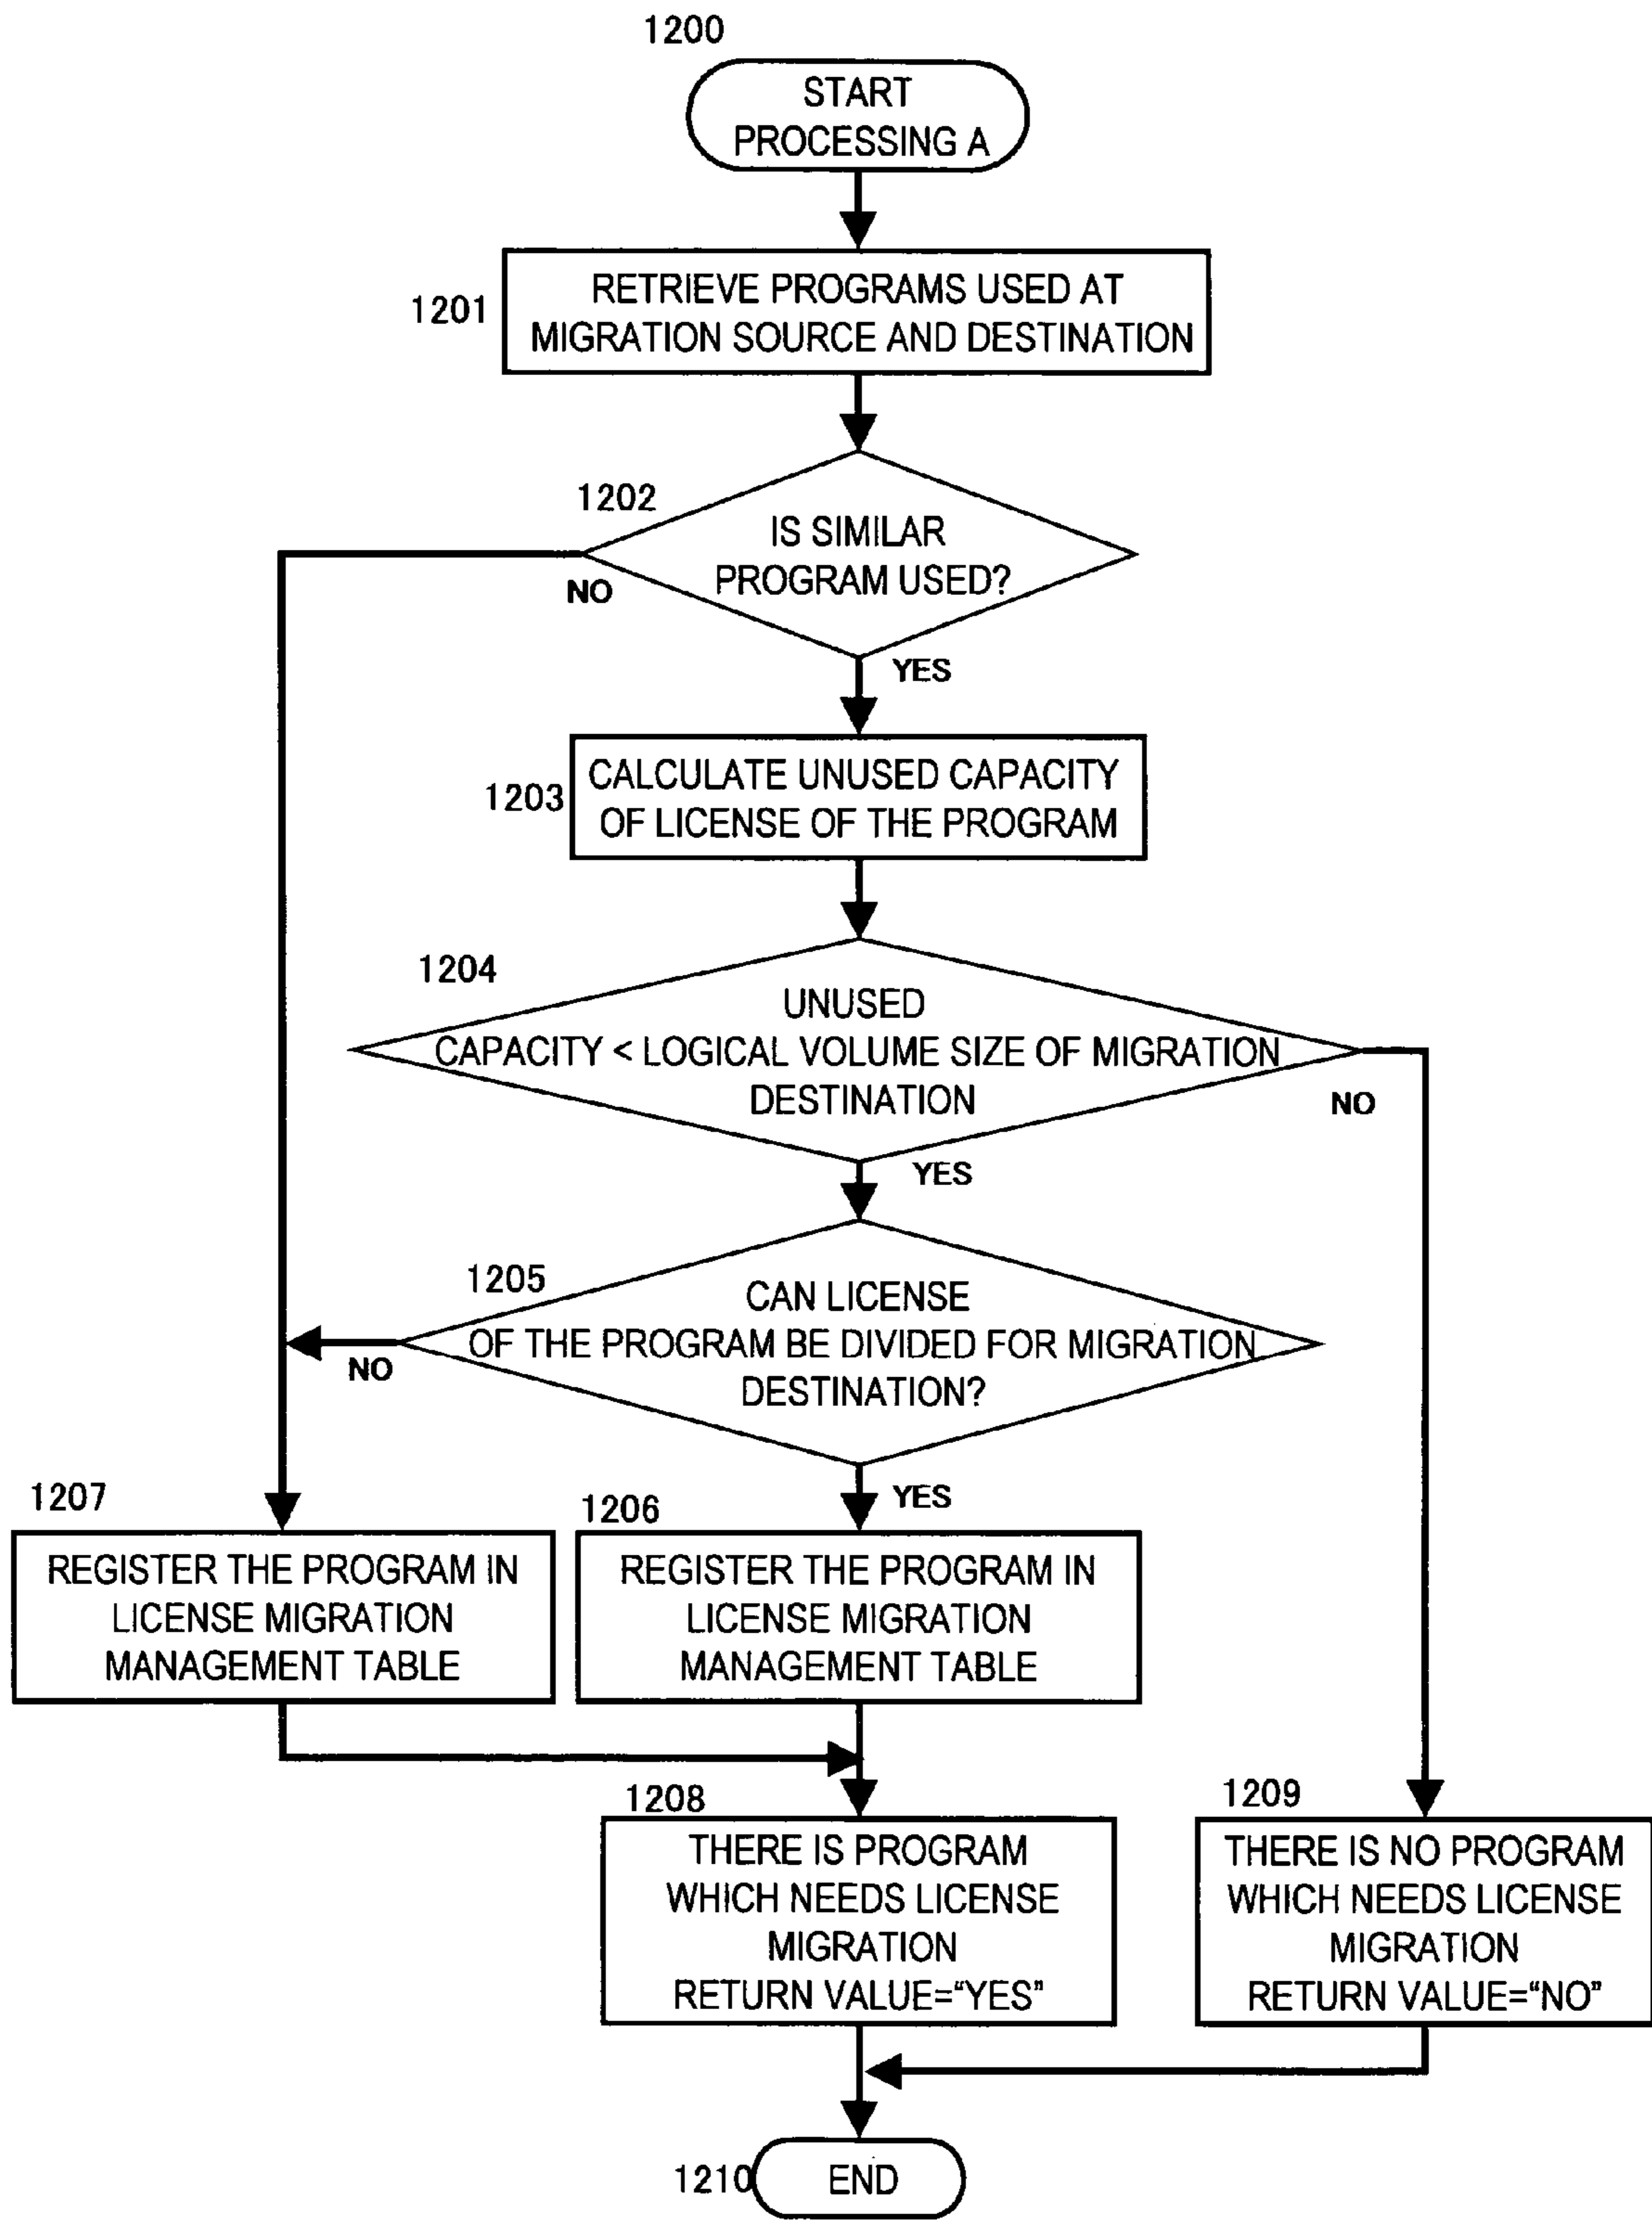 1200
START
PROCESSING A
1201
RETRIEVE PROGRAMS USED AT
MIGRATION SOURCE AND DESTINATION
1202
IS SIMILAR
PROGRAM USED?
NO
YES
1203
CALCULATE UNUSED CAPACITY
OF LICENSE OF THE PROGRAM
1204
UNUSED
CAPACITY < LOGICAL VOLUME SIZE OF MIGRATION
DESTINATION
NO
YES
1205
CAN LICENSE
OF THE PROGRAM BE DIVIDED FOR MIGRATION
DESTINATION?
NO
YES
1207
REGISTER THE PROGRAM IN
LICENSE MIGRATION
MANAGEMENT TABLE
1206
REGISTER THE PROGRAM IN
LICENSE MIGRATION
MANAGEMENT TABLE
1208
THERE IS PROGRAM
WHICH NEEDS LICENSE
MIGRATION
RETURN VALUE=“YES”
1209
THERE IS NO PROGRAM
WHICH NEEDS LICENSE
MIGRATION
RETURN VALUE=“NO”
1210
END